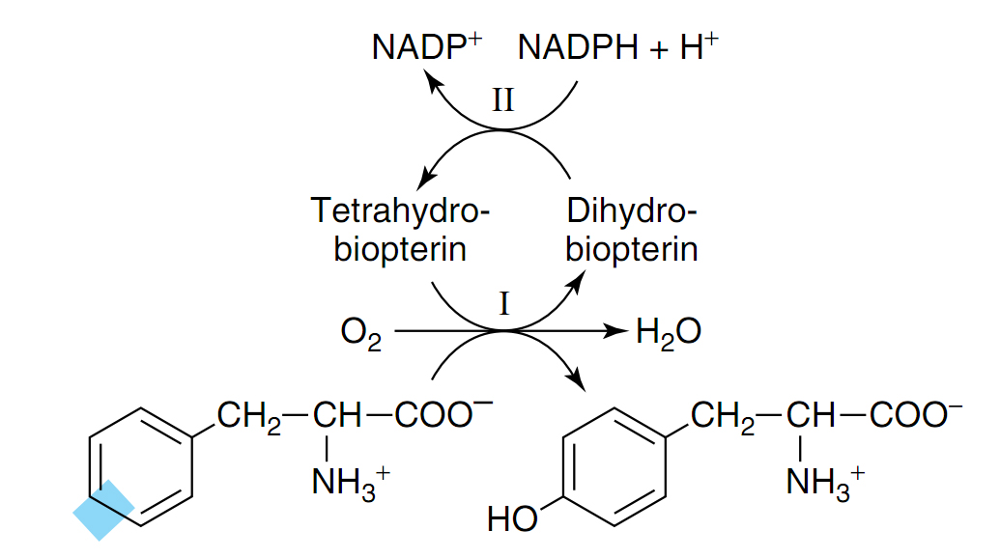 NADP⁺ NADPH + H⁺
II
Tetrahydro- Dihydro-
biopterin biopterin
I
O₂ H₂O
CH₂—CH—COO⁻ CH₂—CH—COO⁻
NH₃⁺ NH₃⁺
HO